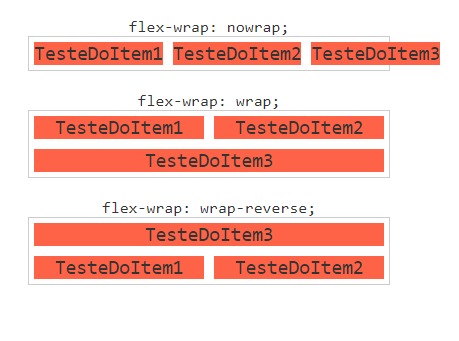 flex-wrap: nowrap;
TesteDoItem1 TesteDoItem2 TesteDoItem3
flex-wrap: wrap;
TesteDoItem1 TesteDoItem2
TesteDoItem3
flex-wrap: wrap-reverse;
TesteDoItem3
TesteDoItem1 TesteDoItem2